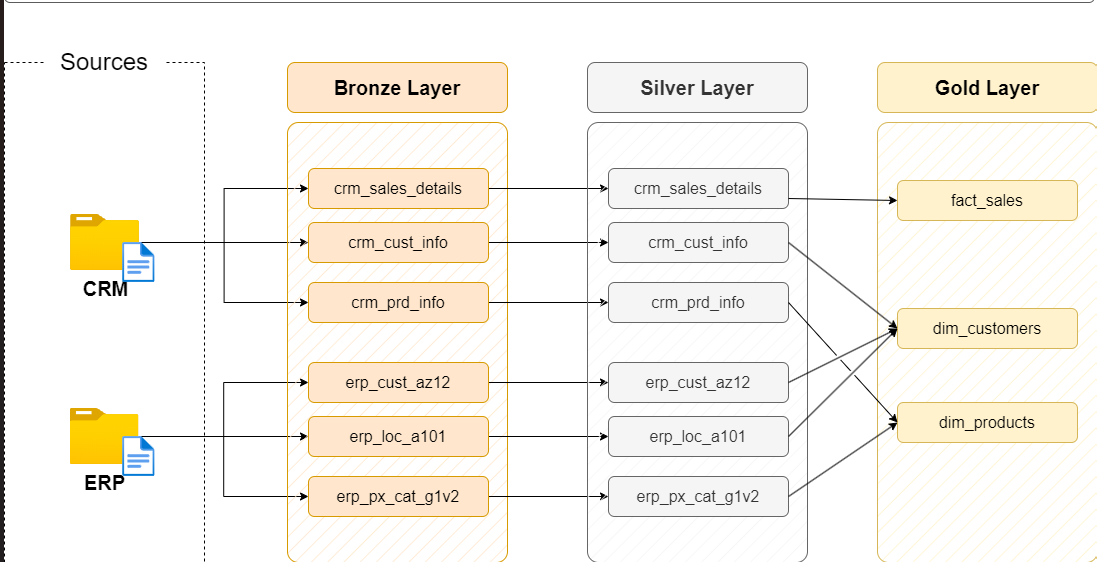 Sources
Bronze Layer
Silver Layer
Gold Layer
crm_sales_details
crm_sales_details
fact_sales
crm_cust_info
crm_cust_info
CRM
crm_prd_info
crm_prd_info
dim_customers
erp_cust_az12
erp_cust_az12
dim_products
erp_loc_a101
erp_loc_a101
ERP
erp_px_cat_g1v2
erp_px_cat_g1v2